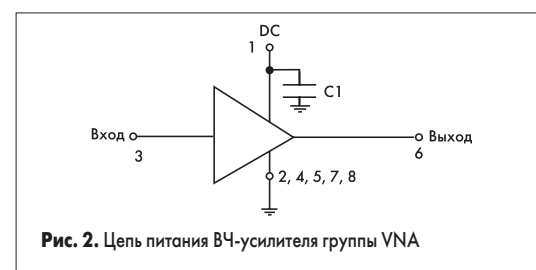 DC
1
C1
Вход
3
Выход
6
2, 4, 5, 7, 8
Рис. 2. Цепь питания ВЧ-усилителя группы VNA